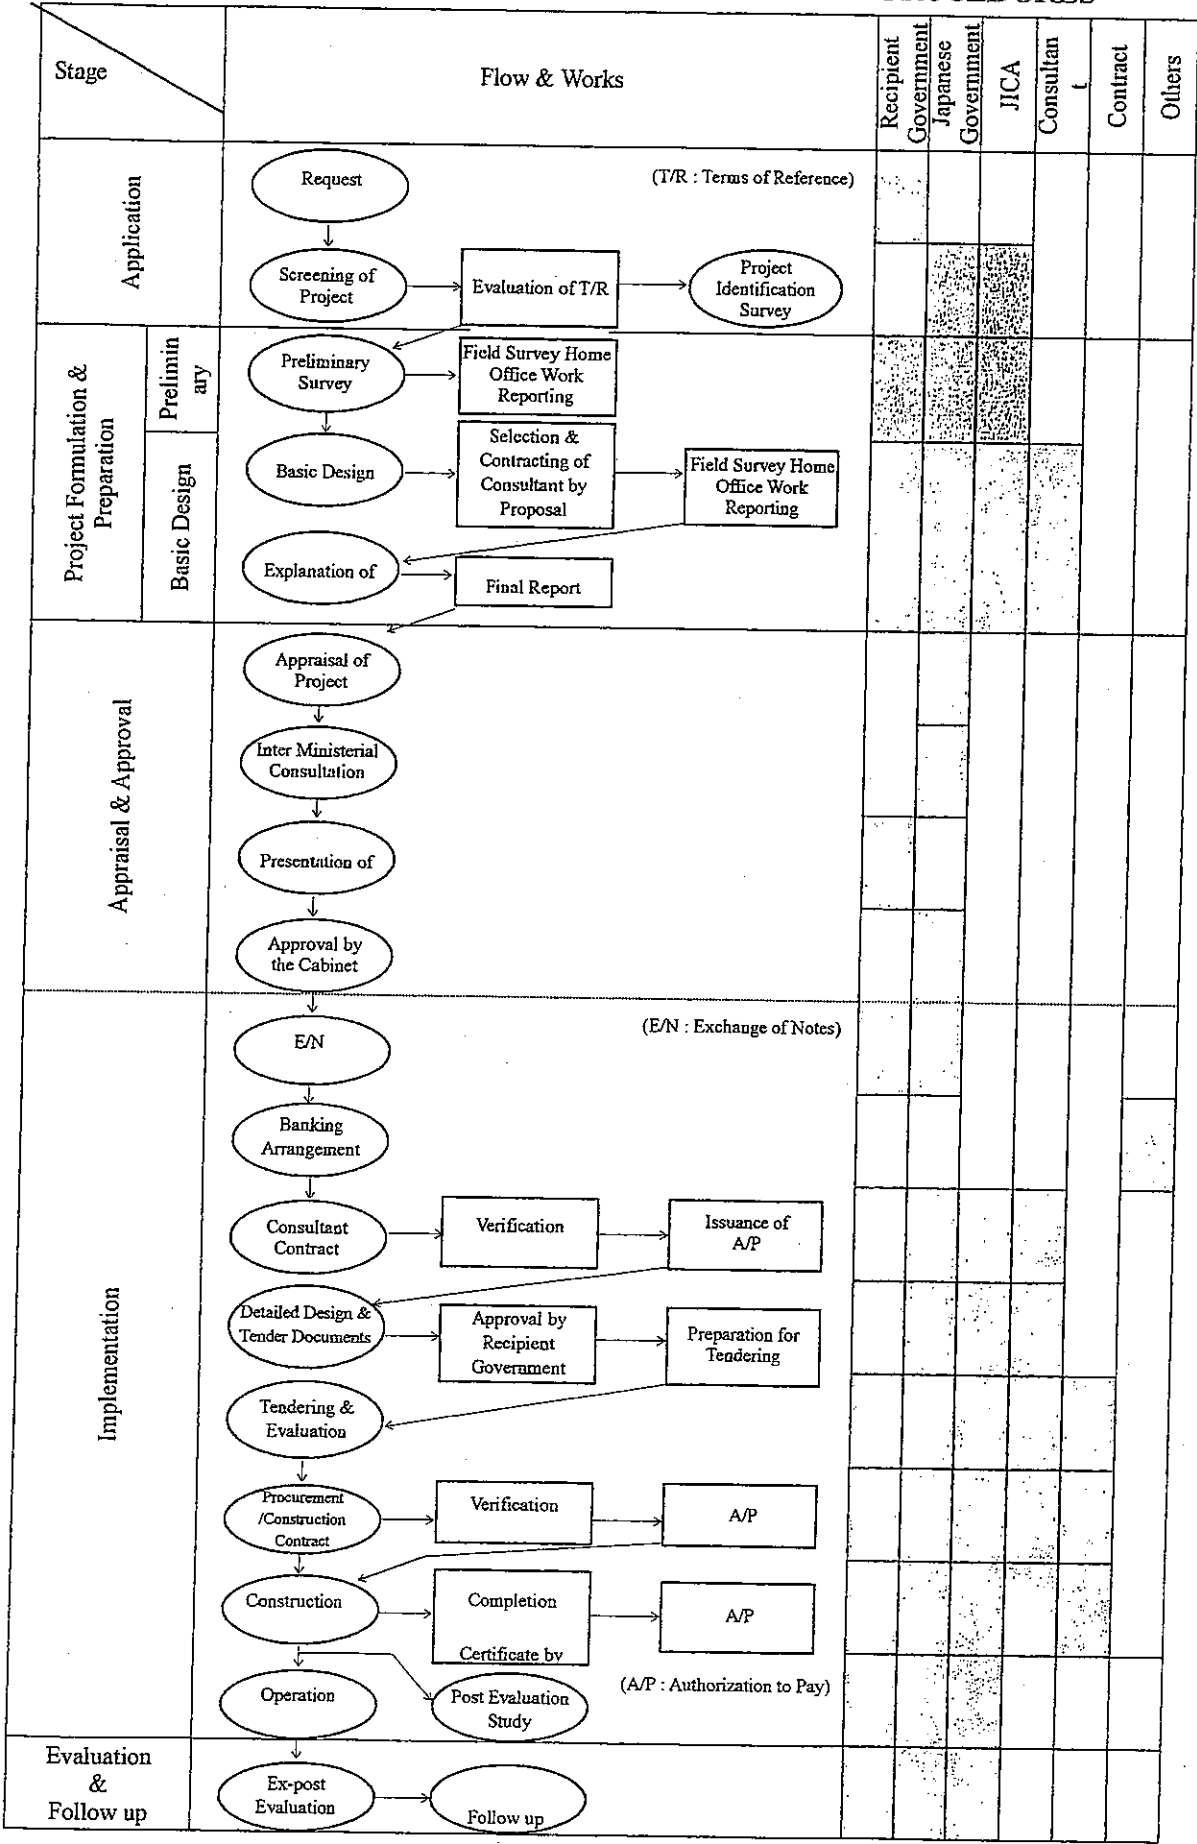 Stage
Flow & Works
Recipient
Government
Japanese
Government
JICA
Consultan
t
Contract
Others
Application
Request
(T/R : Terms of Reference)
Screening of
Project
Evaluation of T/R
Project
Identification
Survey
Project Formulation &
Preparation
Prelimin
ary
Preliminary
Survey
Field Survey Home
Office Work
Reporting
Basic Design
Basic Design
Selection &
Contracting of
Consultant by
Proposal
Field Survey Home
Office Work
Reporting
Explanation of
Final Report
Appraisal & Approval
Appraisal of
Project
Inter Ministerial
Consultation
Presentation of
Approval by
the Cabinet
Implementation
E/N
(E/N : Exchange of Notes)
Banking
Arrangement
Consultant
Contract
Verification
Issuance of
A/P
Detailed Design &
Tender Documents
Approval by
Recipient
Government
Preparation for
Tendering
Tendering &
Evaluation
Procurement
/Construction
Contract
Verification
A/P
Construction
Completion
Certificate by
A/P
(A/P : Authorization to Pay)
Operation
Post Evaluation
Study
Evaluation
&
Follow up
Ex-post
Evaluation
Follow up